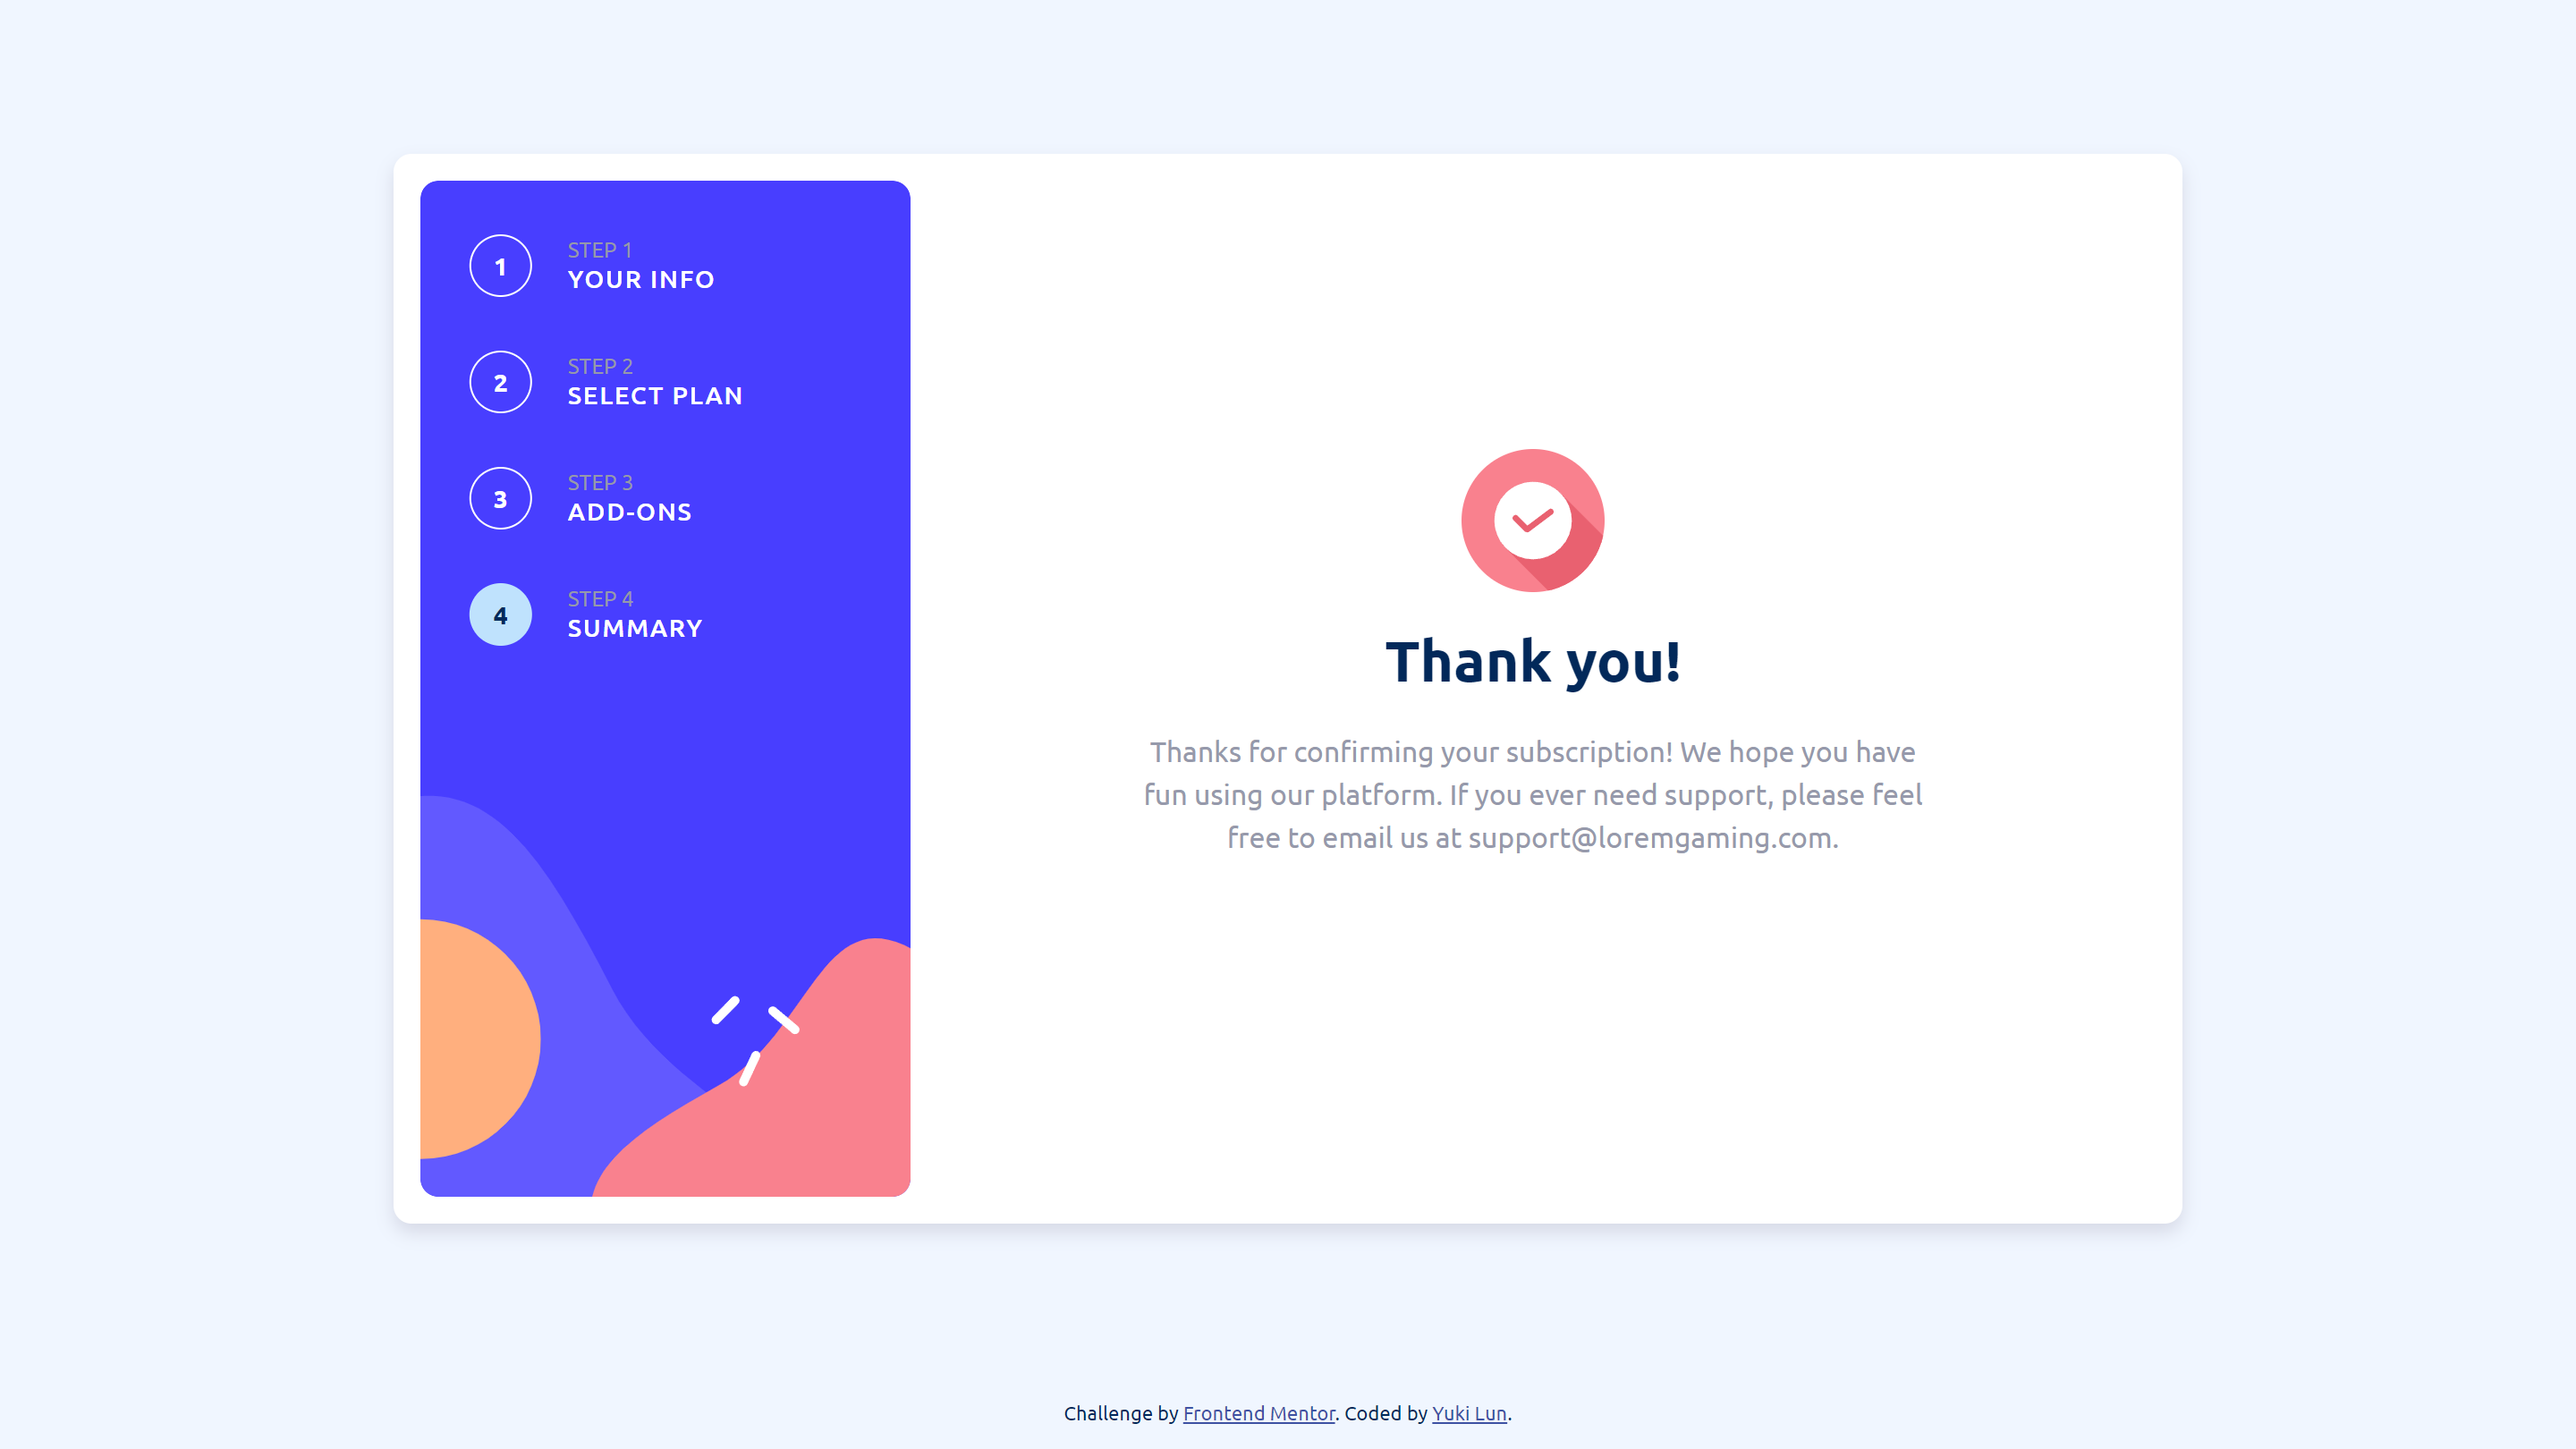 1
STEP 1
YOUR INFO
2
STEP 2
SELECT PLAN
3
STEP 3
ADD-ONS
4
STEP 4
SUMMARY
Thank you!
Thanks for confirming your subscription! We hope you have
fun using our platform. If you ever need support, please feel
free to email us at support@loremgaming.com.
Challenge by Frontend Mentor. Coded by Yuki Lun.